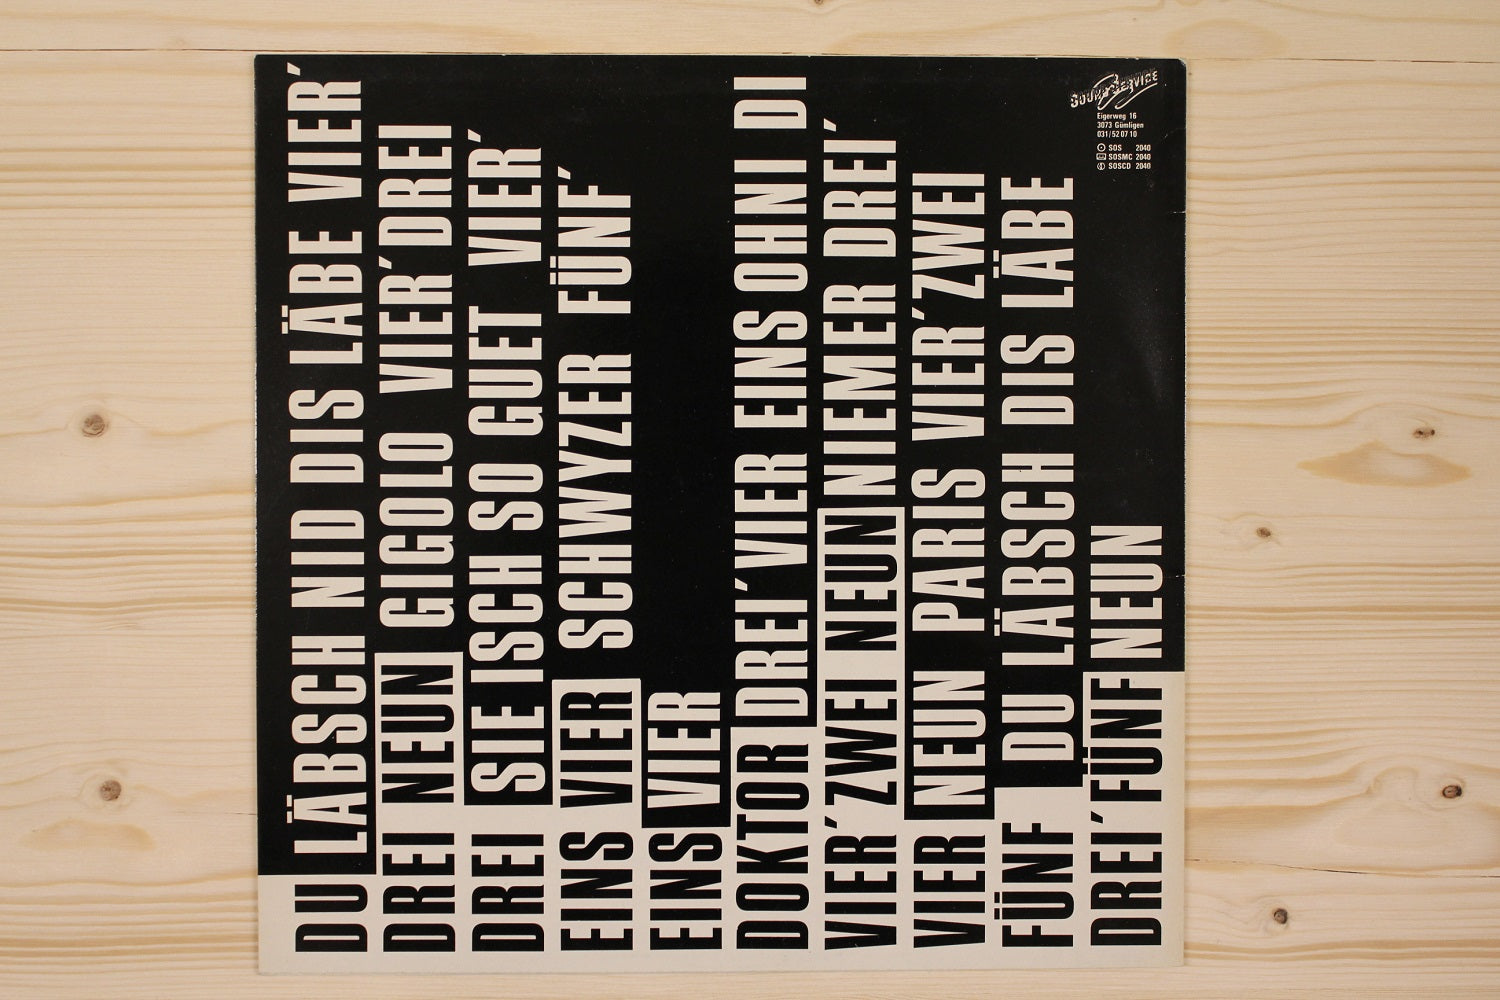 DU LÄBSCH NID DIS LÄBE VIER´
DREI NEUN GIGOLO VIER´DREI
DREI SIE ISCH SO GUET VIER´
EINS VIER SCHWYZER FÜNF´
EINS VIER
DOKTOR DREI´VIER EINS OHNI DI
VIER´ZWEI NEUN NIEMER DREI´
VIER NEUN PARIS VIER´ZWEI
FÜNF DU LÄBSCH DIS LÄBE
DREI´FÜNF NEUN
SOUND SERVICE
Eigerweg 16
3073 Gümligen
031/52 07 10
SOS 2040
SOSMC 2040
SOSCD 2040